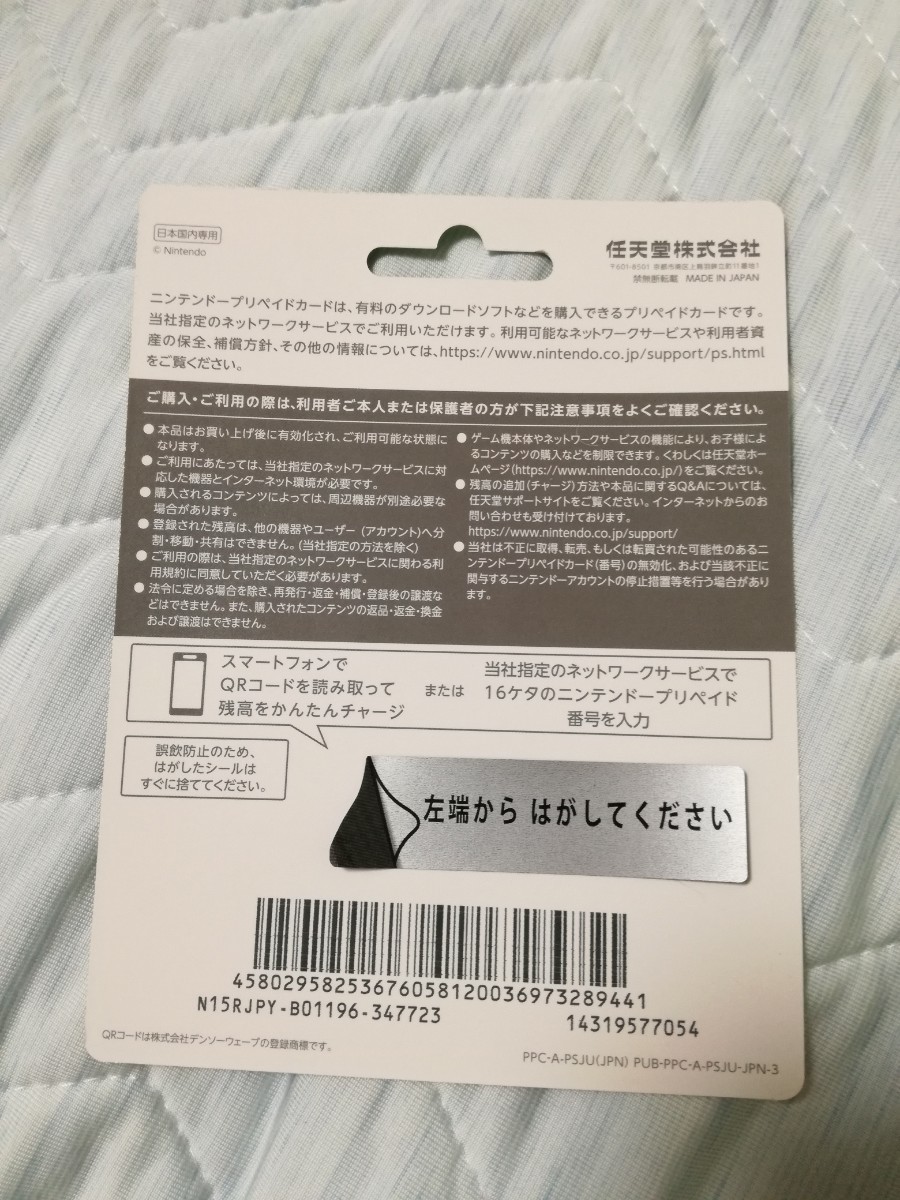 日本国内専用
© Nintendo
任天堂株式会社
〒601-8501 京都市南区上鳥羽鉾立町11番地1
禁無断転載 MADE IN JAPAN
ニンテンドープリペイドカードは、有料のダウンロードソフトなどを購入できるプリペイドカードです。
当社指定のネットワークサービスでご利用いただけます。利用可能なネットワークサービスや利用者資
産の保全、補償方針、その他の情報については、https://www.nintendo.co.jp/support/ps.html
をご覧ください。
ご購入・ご利用の際は、利用者ご本人または保護者の方が下記注意事項をよくご確認ください。
●本品はお買い上げ後に有効化され、ご利用可能な状態に
なります。
●ご利用にあたっては、当社指定のネットワークサービスに対
応した機器とインターネット環境が必要です。
●購入されるコンテンツによっては、周辺機器が別途必要な
場合があります。
●登録された残高は、他の機器やユーザー（アカウント）へ分
割・移動・共有はできません。（当社指定の方法を除く）
●ご利用の際は、当社指定のネットワークサービスに関わる利
用規約に同意していただく必要があります。
●法令に定める場合を除き、再発行・返金・補償・登録後の譲渡な
どはできません。また、購入されたコンテンツの返品・返金・換金
および譲渡はできません。
●ゲーム機本体やネットワークサービスの機能により、お子様によ
るコンテンツの購入などを制限できます。くわしくは任天堂ホー
ムページ（https://www.nintendo.co.jp/）をご覧ください。
●残高の追加（チャージ）方法や本品に関するQ&Aについては、
任天堂サポートサイトをご覧ください。インターネットからのお
問い合わせも受け付けております。
https://www.nintendo.co.jp/support/
●当社は不正に取得、転売、もしくは転買された可能性のあるニ
ンテンドープリペイドカード（番号）の無効化、および当該不正に
関与するニンテンドーアカウントの停止措置等を行う場合があり
ます。
スマートフォンで
QRコードを読み取って
残高をかんたんチャージ
または
当社指定のネットワークサービスで
16ケタのニンテンドープリペイド
番号を入力
誤飲防止のため、
はがしたシールは
すぐに捨ててください。
左端から はがしてください
458029582536760581200369732894​41
N15RJPY-B01196-347723
14319577054
QRコードは株式会社デンソーウェーブの登録商標です。
PPC-A-PSJU(JPN) PUB-PPC-A-PSJU-JPN-3